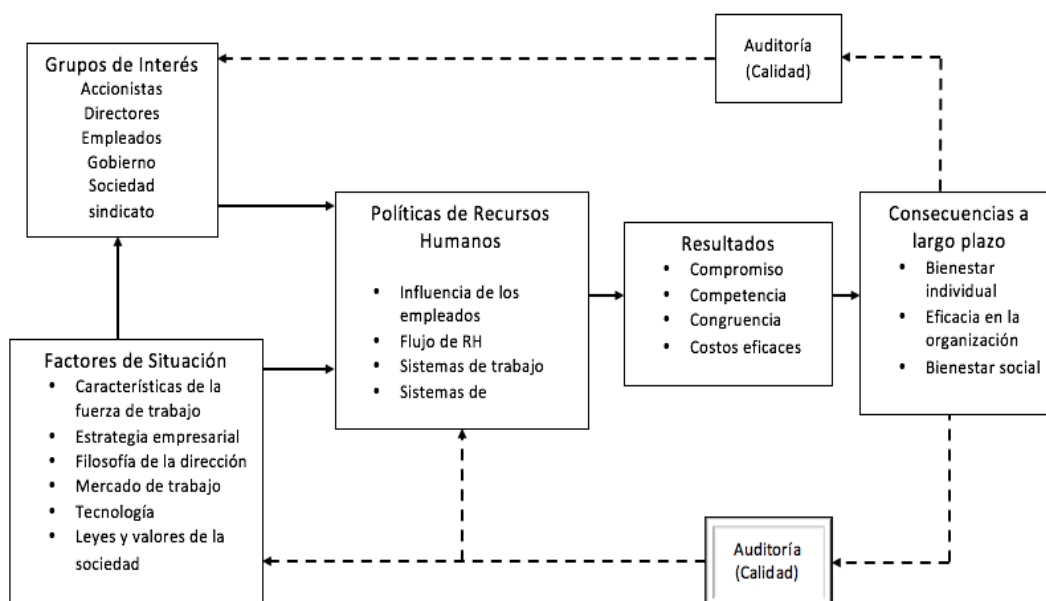 Grupos de Interés
Accionistas
Directores
Empleados
Gobierno
Sociedad
sindicato
Auditoría
(Calidad)
Políticas de Recursos
Humanos
• Influencia de los
empleados
• Flujo de RH
• Sistemas de trabajo
• Sistemas de
Resultados
• Compromiso
• Competencia
• Congruencia
• Costos eficaces
Consecuencias a
largo plazo
• Bienestar
individual
• Eficacia en la
organización
• Bienestar social
Factores de Situación
• Características de la
fuerza de trabajo
• Estrategia empresarial
• Filosofía de la dirección
• Mercado de trabajo
• Tecnología
• Leyes y valores de la
sociedad
Auditoría
(Calidad)